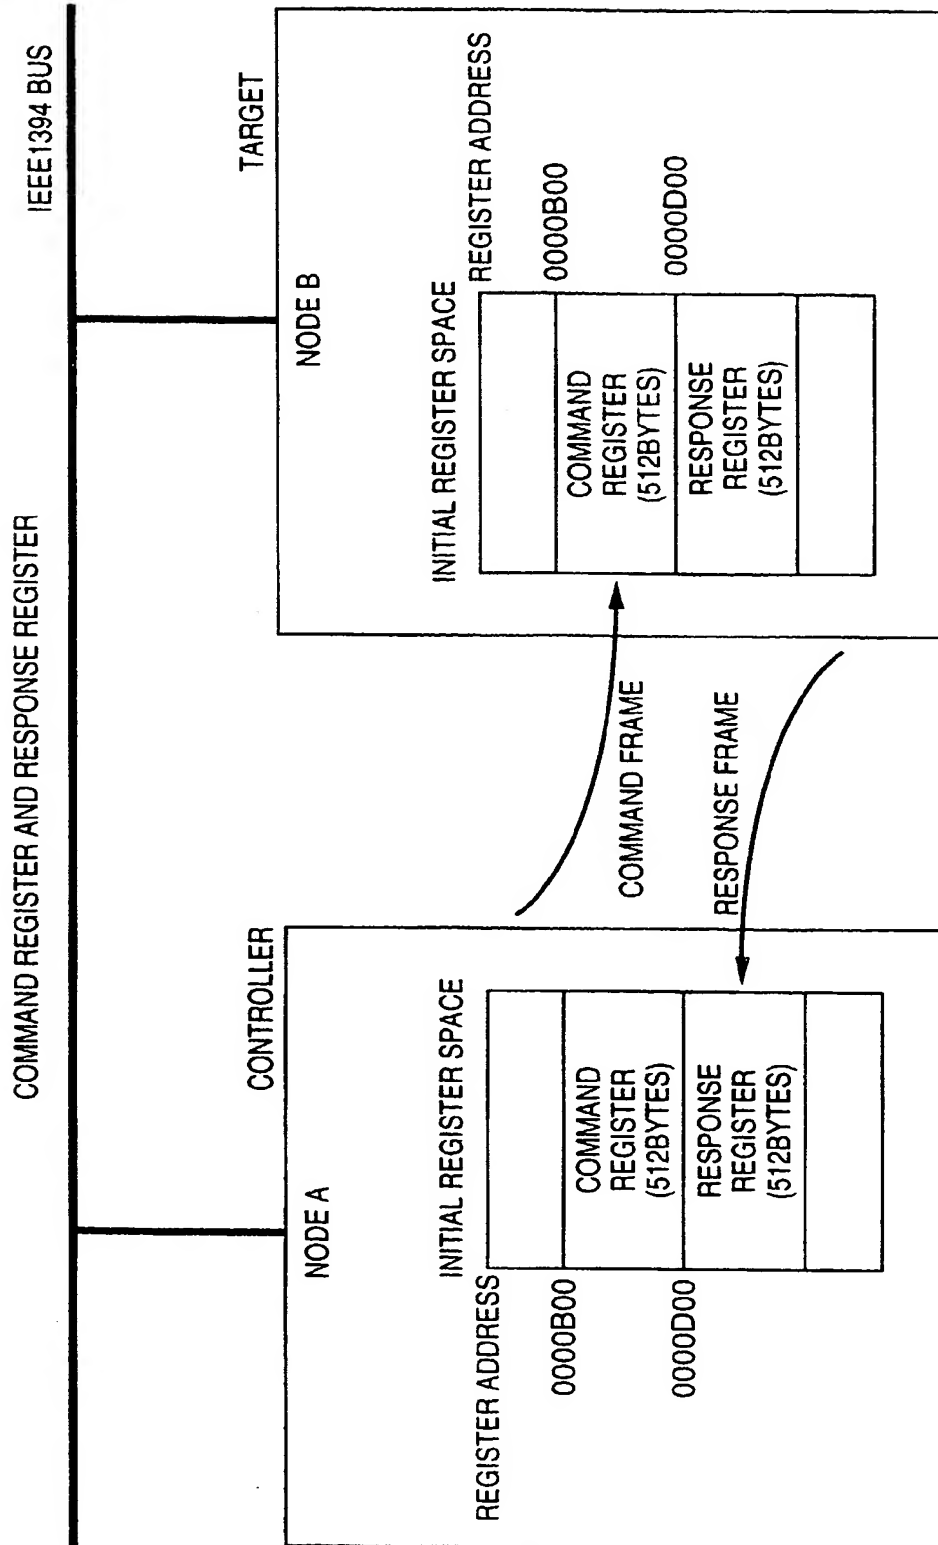 COMMAND REGISTER AND RESPONSE REGISTER
IEEE1394 BUS
CONTROLLER
NODE A
INITIAL REGISTER SPACE
REGISTER ADDRESS
0000B00
COMMAND
REGISTER
(512BYTES)
0000D00
RESPONSE
REGISTER
(512BYTES)
COMMAND FRAME
RESPONSE FRAME
TARGET
NODE B
INITIAL REGISTER SPACE
REGISTER ADDRESS
0000B00
COMMAND
REGISTER
(512BYTES)
0000D00
RESPONSE
REGISTER
(512BYTES)